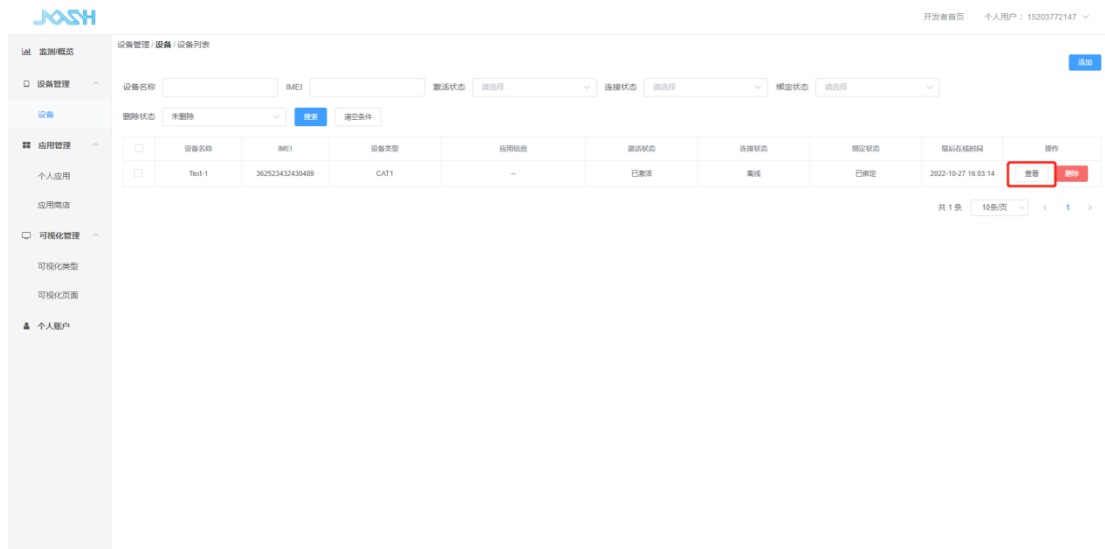 JOSH
开发者首页 个人用户：15203772147
监测/概览
设备管理
设备
应用管理
个人应用
应用商店
可视化管理
可视化类型
可视化页面
个人账户
设备管理 / 设备 / 设备列表
添加
设备名称 IMEI 激活状态 请选择 连接状态 请选择 绑定状态 请选择
删除状态 未删除 搜索 清空条件
设备名称 IMEI 设备类型 应用信息 激活状态 连接状态 绑定状态 最后在线时间 操作
Text-1 362523432430489 CAT1 -- 已激活 离线 已绑定 2022-10-27 16:03:14 查看 删除
共 1 条 10条/页 < 1 >